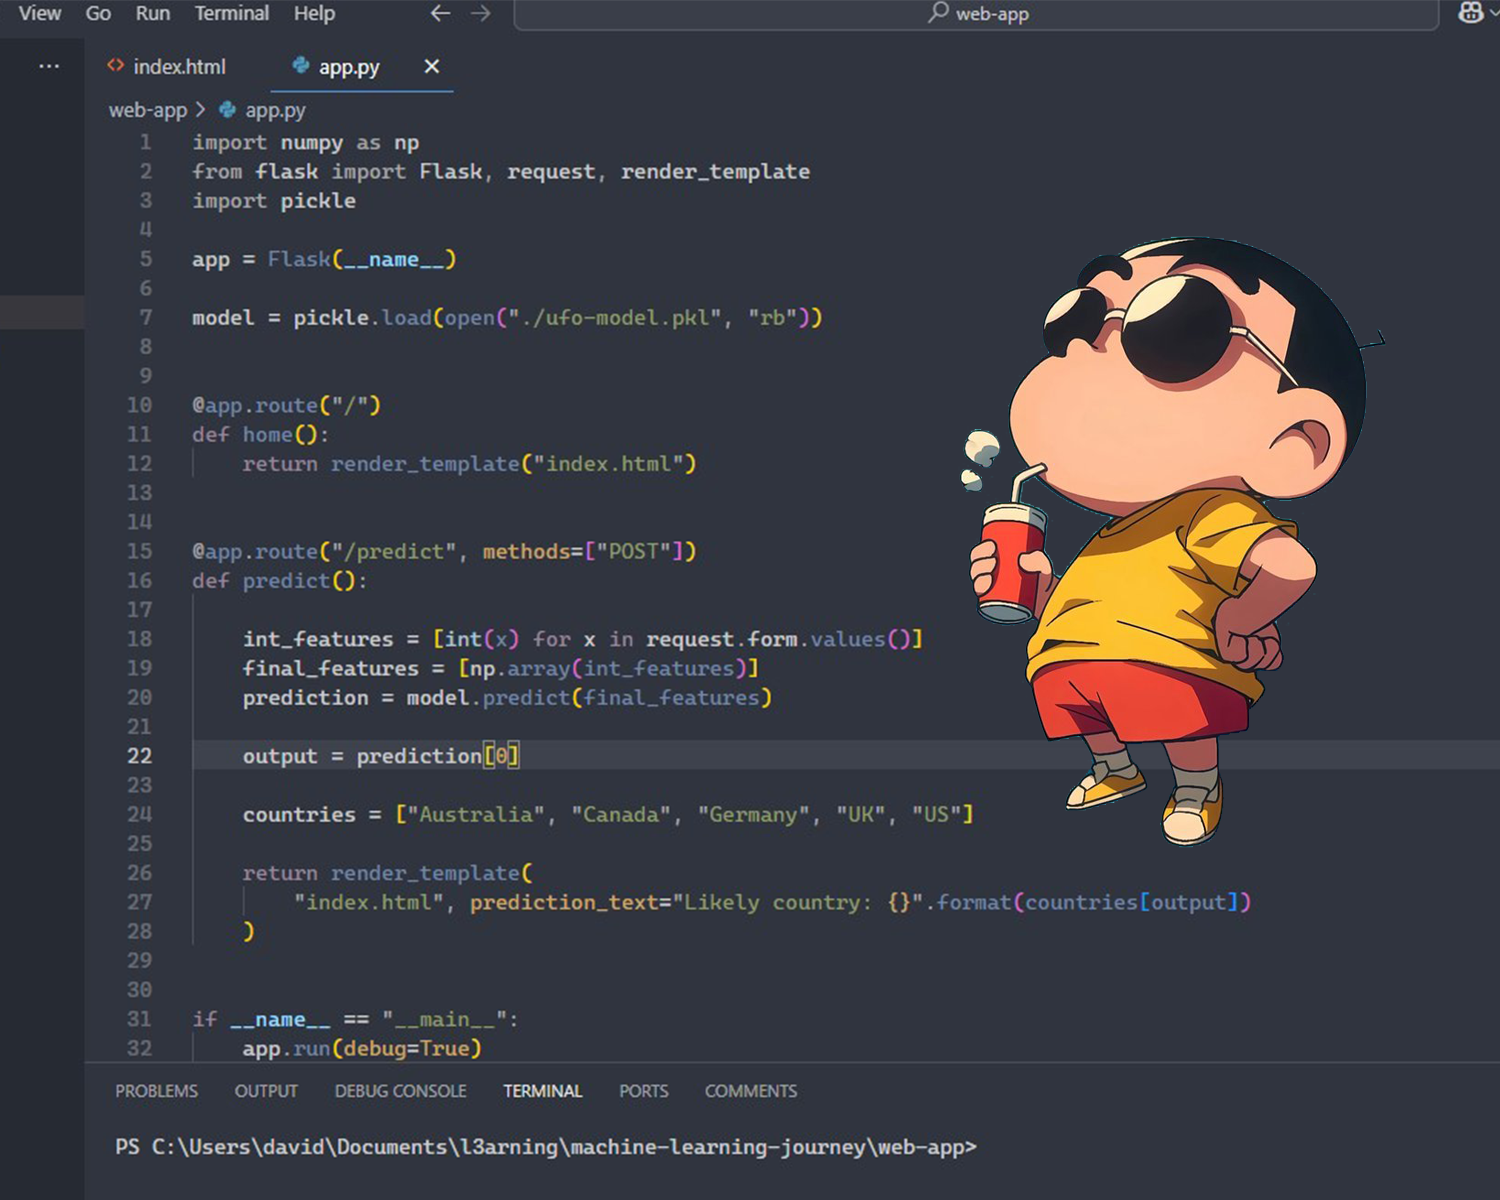 View Go Run Terminal Help web-app
index.html app.py
web-app > app.py
1 import numpy as np
2 from flask import Flask, request, render_template
3 import pickle
4
5 app = Flask(__name__)
6
7 model = pickle.load(open("./ufo-model.pkl", "rb"))
8
9
10 @app.route("/")
11 def home():
12     return render_template("index.html")
13
14
15 @app.route("/predict", methods=["POST"])
16 def predict():
17
18     int_features = [int(x) for x in request.form.values()]
19     final_features = [np.array(int_features)]
20     prediction = model.predict(final_features)
21
22     output = prediction[0]
23
24     countries = ["Australia", "Canada", "Germany", "UK", "US"]
25
26     return render_template(
27         "index.html", prediction_text="Likely country: {}".format(countries[output])
28     )
29
30
31 if __name__ == "__main__":
32     app.run(debug=True)
PROBLEMS OUTPUT DEBUG CONSOLE TERMINAL PORTS COMMENTS
PS C:\Users\david\Documents\l3arning\machine-learning-journey\web-app>